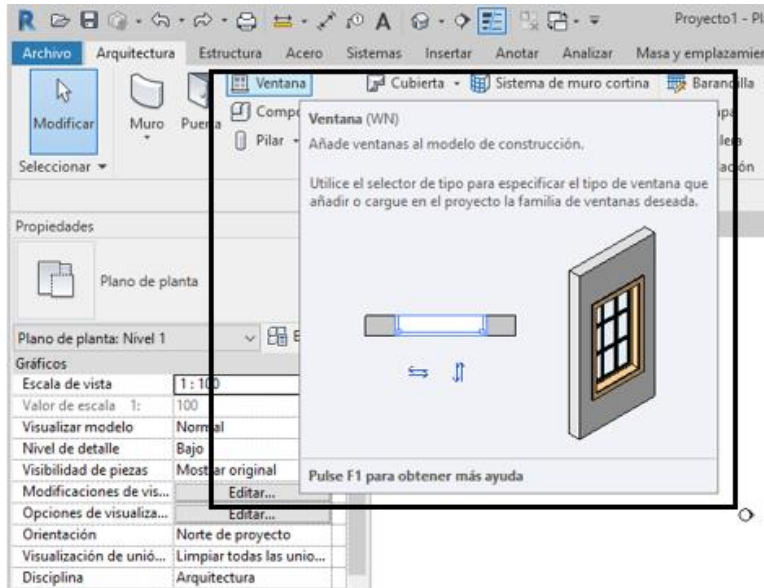 Proyecto1 - Pl
Archivo Arquitectura Estructura Acero Sistemas Insertar Anotar Analizar Masa y emplazamier
Ventana Cubierta Sistema de muro cortina Barandilla
Modificar Muro Puerta
Pilar
Seleccionar
Ventana (WN)
Añade ventanas al modelo de construcción.
Utilice el selector de tipo para especificar el tipo de ventana que
añadir o cargue en el proyecto la familia de ventanas deseada.
Pulse F1 para obtener más ayuda
Propiedades
Plano de planta
Plano de planta: Nivel 1
Gráficos
Escala de vista 1 : 100
Valor de escala 1: 100
Visualizar modelo Normal
Nivel de detalle Bajo
Visibilidad de piezas Mostrar original
Modificaciones de vis... Editar...
Opciones de visualiza... Editar...
Orientación Norte de proyecto
Visualización de unió... Limpiar todas las unio...
Disciplina Arquitectura